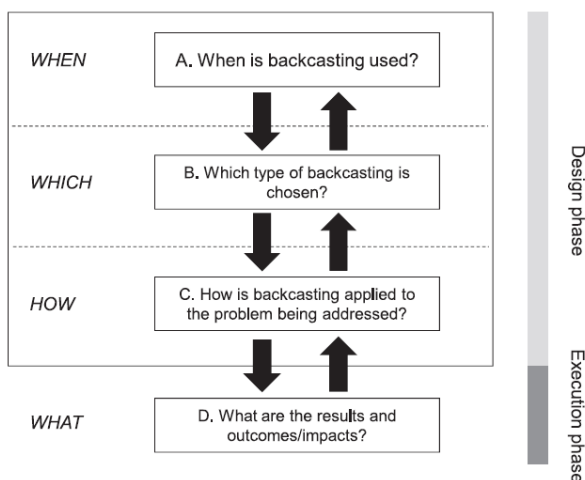 WHEN
A. When is backcasting used?
WHICH
B. Which type of backcasting is
chosen?
HOW
C. How is backcasting applied to
the problem being addressed?
WHAT
D. What are the results and
outcomes/impacts?
Design phase
Execution phase